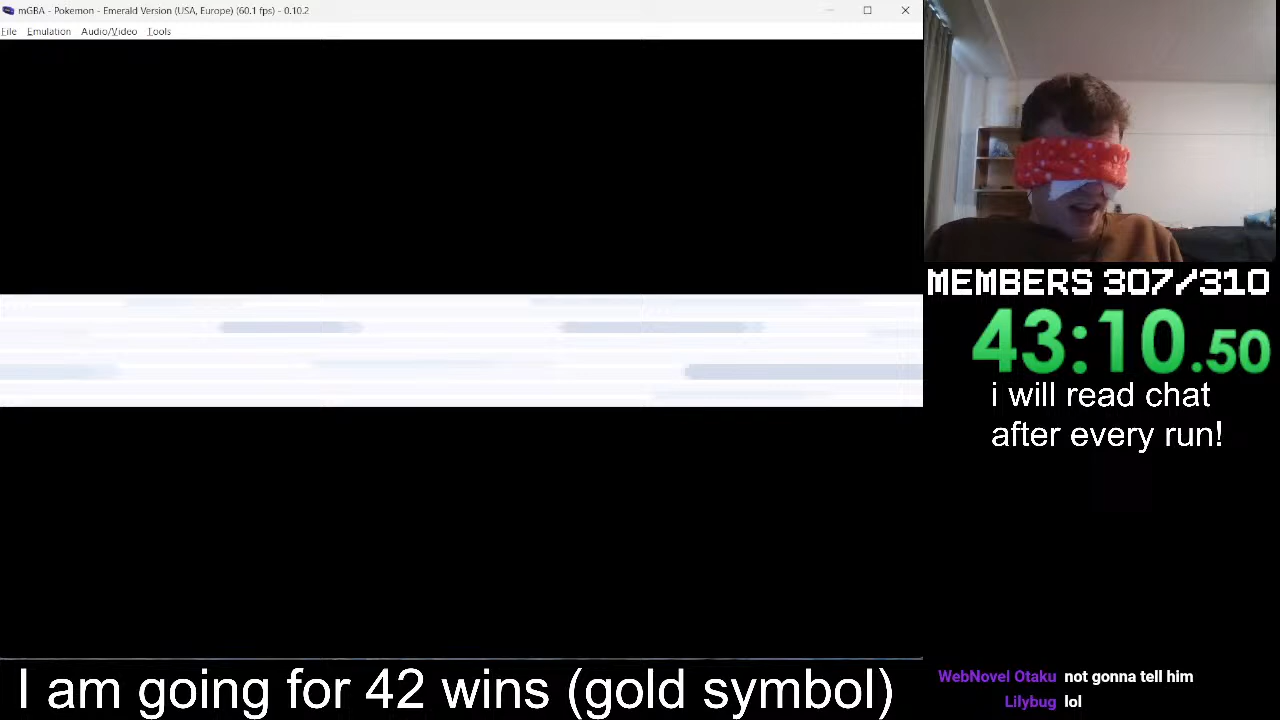 mGBA - Pokemon - Emerald Version (USA, Europe) (60.1 fps) - 0.10.2
File Emulation Audio/Video Tools
MEMBERS 307/310
43:10.50
i will read chat
after every run!
I am going for 42 wins (gold symbol)
WebNovel Otaku not gonna tell him
Lilybug lol